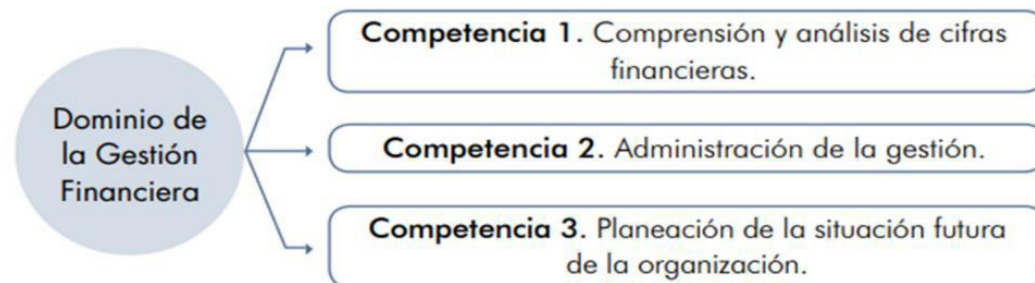 Dominio de
la Gestión
Financiera
Competencia 1. Comprensión y análisis de cifras
financieras.
Competencia 2. Administración de la gestión.
Competencia 3. Planeación de la situación futura
de la organización.